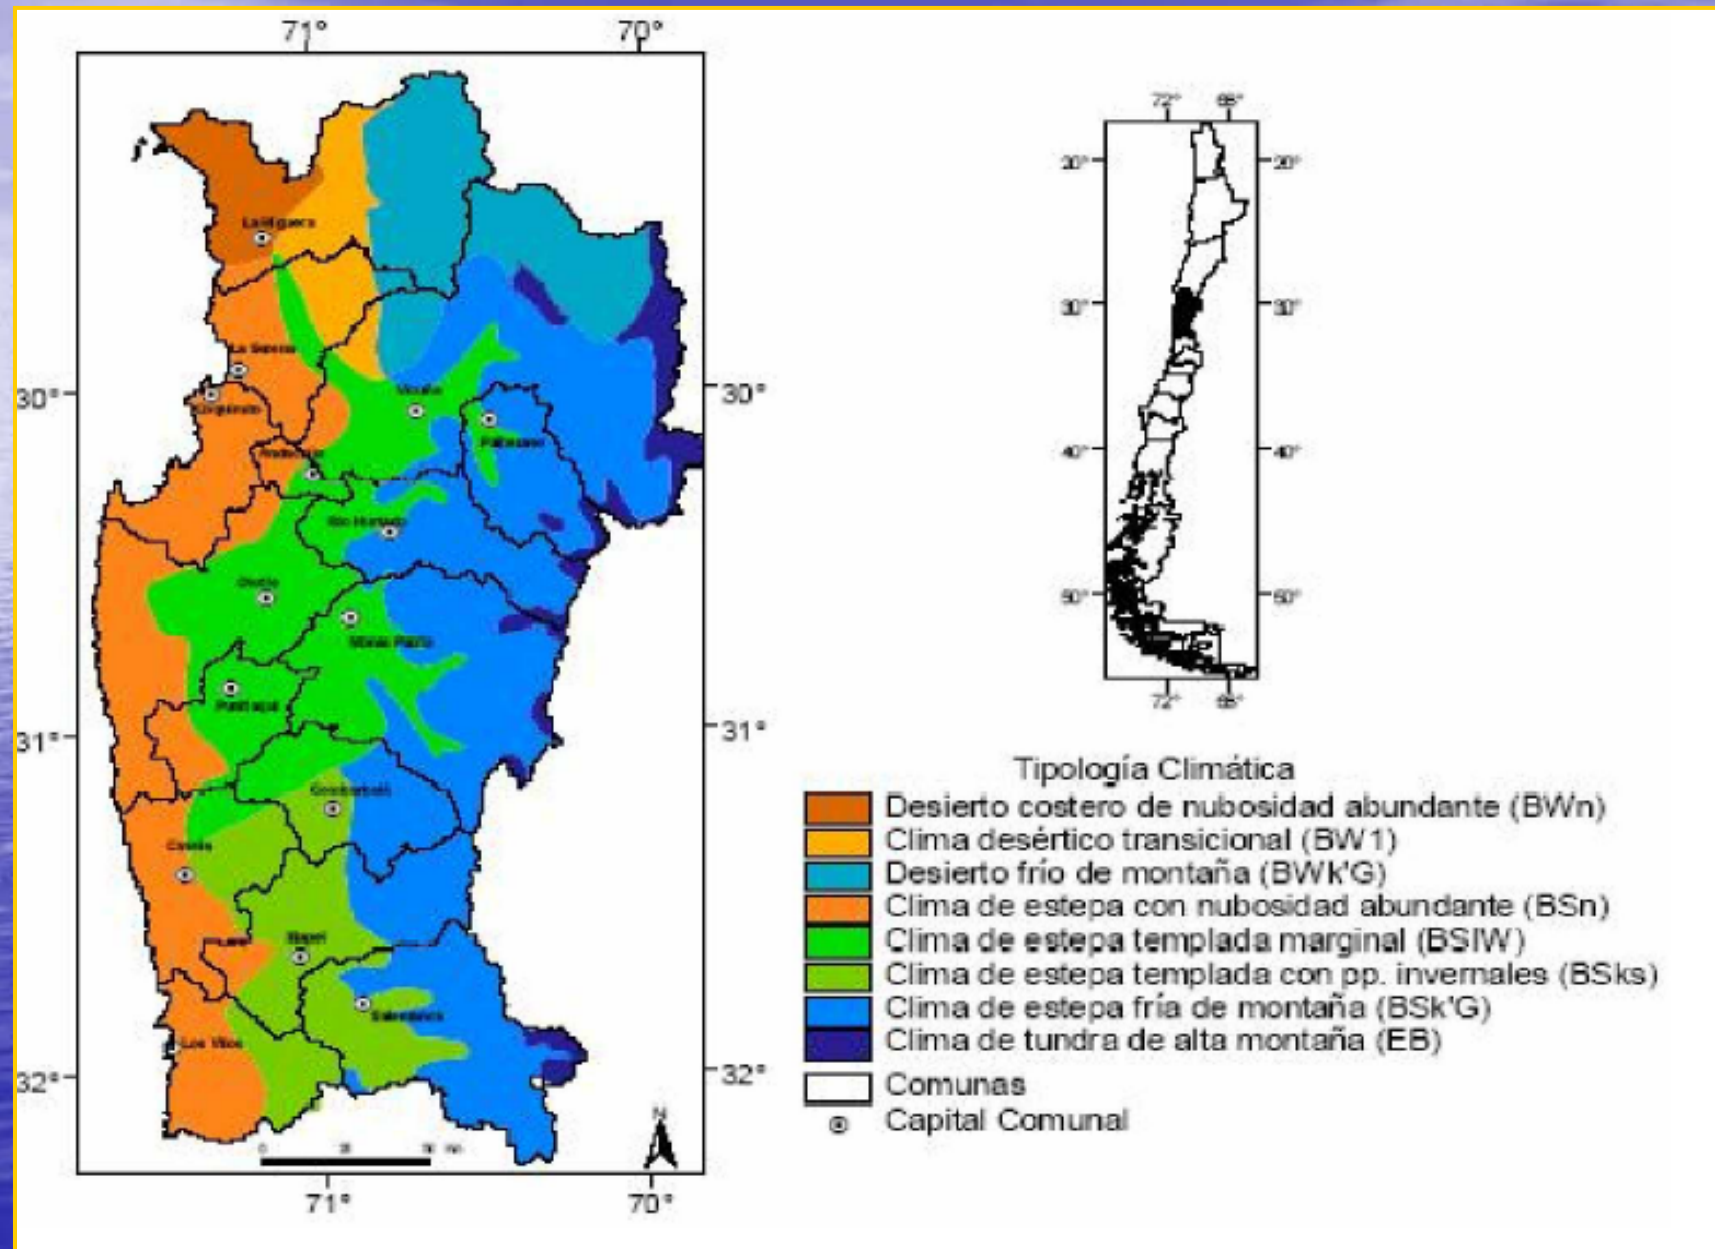 71° 70°
La Higuera
La Serena
Coquimbo
Vicuña
Paihuano
Andacollo
Río Hurtado
Ovalle
Monte Patria
Punitaqui
Combarbalá
Canela
Illapel
Salamanca
Los Vilos
30° 30°
31° 31°
32° 32°
N
71° 70°
72° 68°
20° 20°
30° 30°
40° 40°
50° 50°
72° 68°
Tipología Climática
Desierto costero de nubosidad abundante (BWn)
Clima desértico transicional (BW1)
Desierto frío de montaña (BWk'G)
Clima de estepa con nubosidad abundante (BSn)
Clima de estepa templada marginal (BSIW)
Clima de estepa templada con pp. invernales (BSks)
Clima de estepa fría de montaña (BSk'G)
Clima de tundra de alta montaña (EB)
Comunas
Capital Comunal